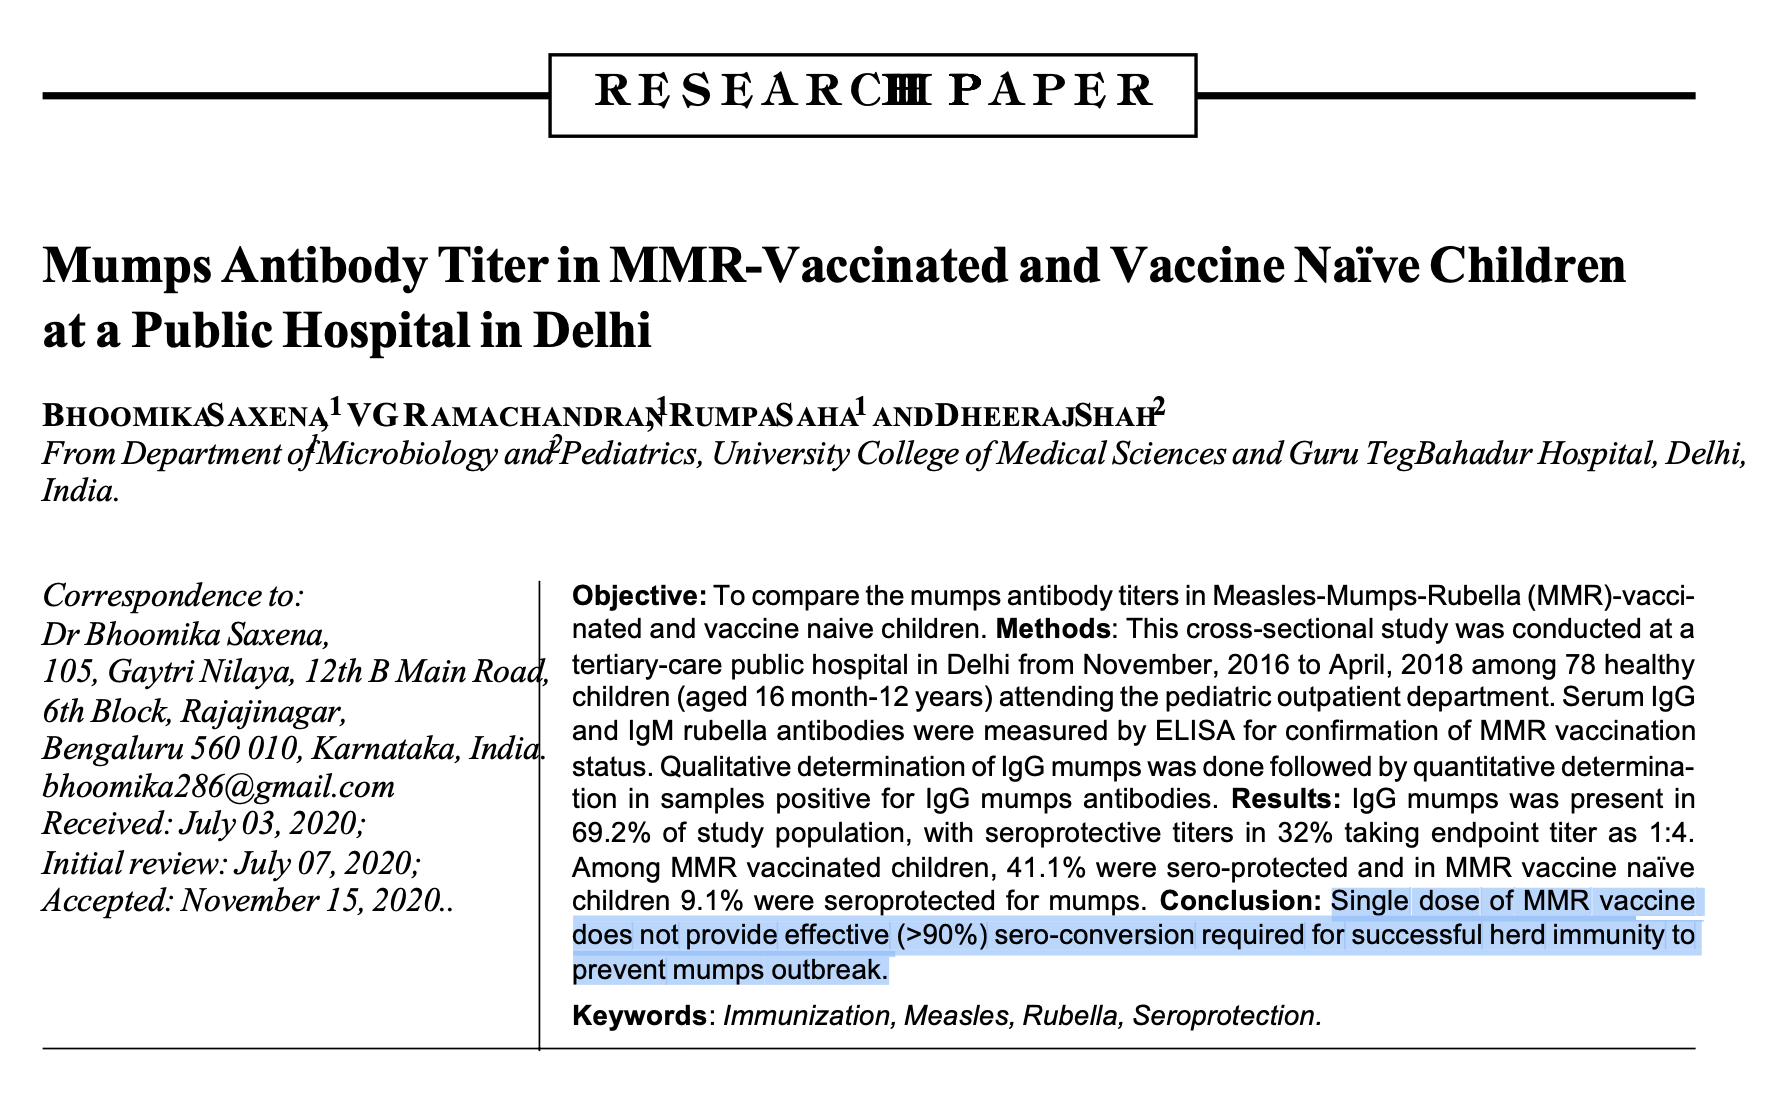 RESEARCH PAPER
Mumps Antibody Titer in MMR-Vaccinated and Vaccine Naïve Children
at a Public Hospital in Delhi
BHOOMIKA SAXENA,1 VG RAMACHANDRAN,1 RUMPA SAHA1 AND DHEERAJ SHAH2
From Department of 1Microbiology and 2Pediatrics, University College of Medical Sciences and Guru TegBahadur Hospital, Delhi,
India.
Correspondence to:
Dr Bhoomika Saxena,
105, Gaytri Nilaya, 12th B Main Road,
6th Block, Rajajinagar,
Bengaluru 560 010, Karnataka, India.
bhoomika286@gmail.com
Received: July 03, 2020;
Initial review: July 07, 2020;
Accepted: November 15, 2020..
Objective: To compare the mumps antibody titers in Measles-Mumps-Rubella (MMR)-vacci-
nated and vaccine naive children. Methods: This cross-sectional study was conducted at a
tertiary-care public hospital in Delhi from November, 2016 to April, 2018 among 78 healthy
children (aged 16 month-12 years) attending the pediatric outpatient department. Serum IgG
and IgM rubella antibodies were measured by ELISA for confirmation of MMR vaccination
status. Qualitative determination of IgG mumps was done followed by quantitative determina-
tion in samples positive for IgG mumps antibodies. Results: IgG mumps was present in
69.2% of study population, with seroprotective titers in 32% taking endpoint titer as 1:4.
Among MMR vaccinated children, 41.1% were sero-protected and in MMR vaccine naïve
children 9.1% were seroprotected for mumps. Conclusion: Single dose of MMR vaccine
does not provide effective (>90%) sero-conversion required for successful herd immunity to
prevent mumps outbreak.
Keywords: Immunization, Measles, Rubella, Seroprotection.